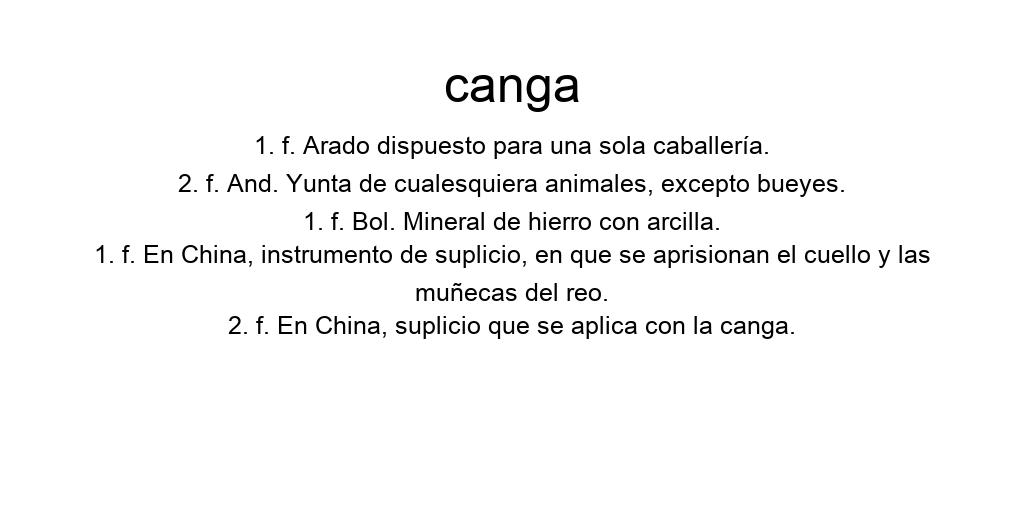 canga
1. f. Arado dispuesto para una sola caballería.
2. f. And. Yunta de cualesquiera animales, excepto bueyes.
1. f. Bol. Mineral de hierro con arcilla.
1. f. En China, instrumento de suplicio, en que se aprisionan el cuello y las
muñecas del reo.
2. f. En China, suplicio que se aplica con la canga.